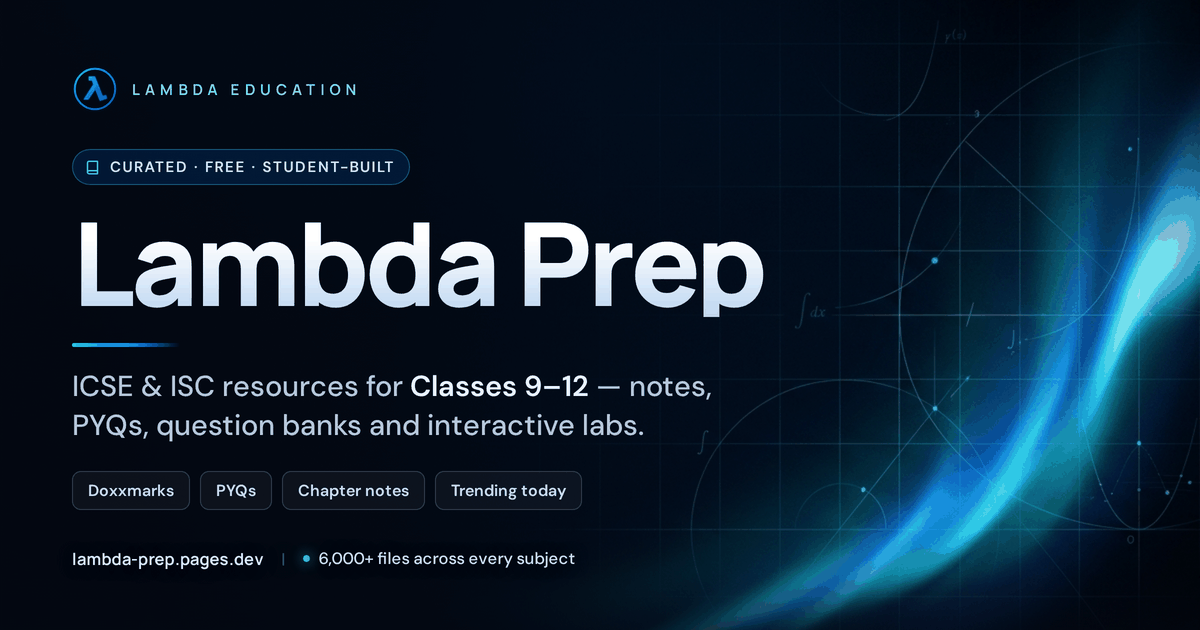 λ LAMBDA EDUCATION
CURATED · FREE · STUDENT-BUILT
Lambda Prep
ICSE & ISC resources for Classes 9–12 — notes,
PYQs, question banks and interactive labs.
Doxxmarks
PYQs
Chapter notes
Trending today
lambda-prep.pages.dev | • 6,000+ files across every subject
y(x)
∫ dx
∫
0